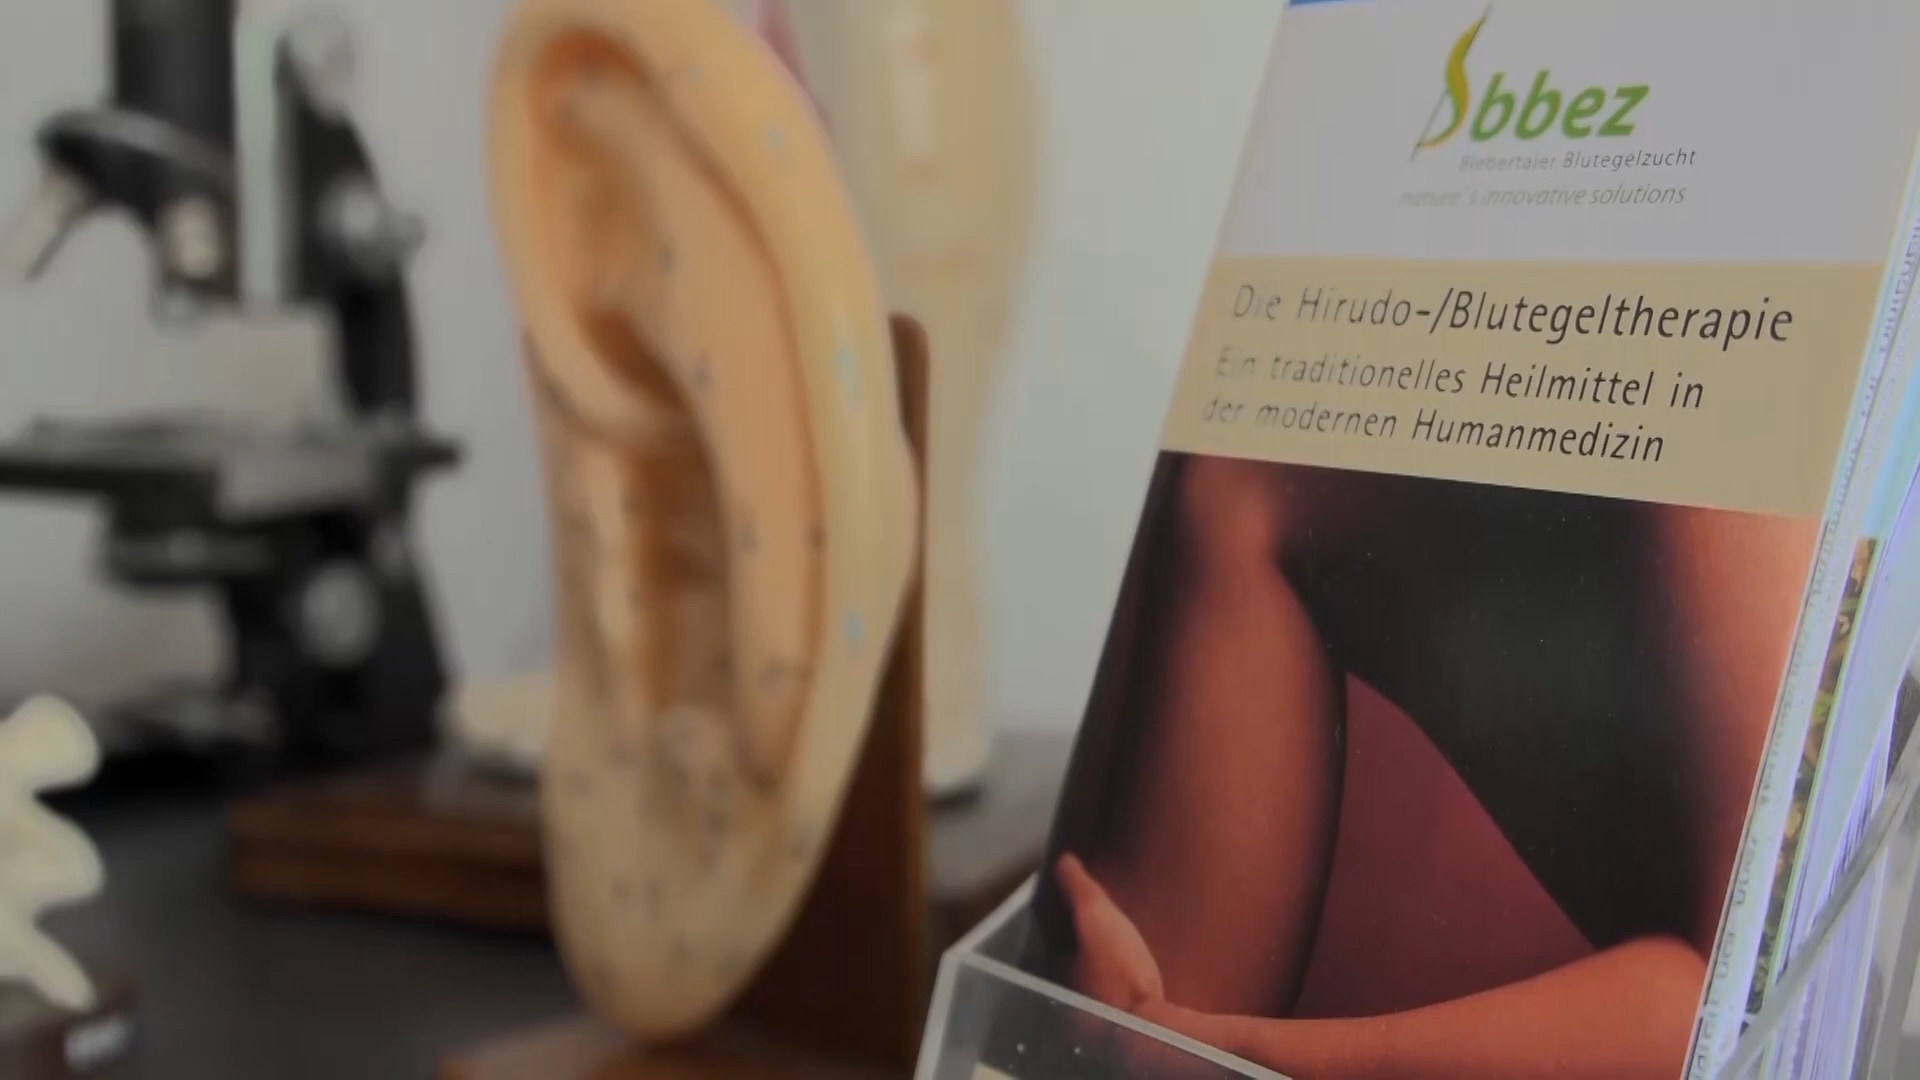 bbez
Biebertaler Blutegelzucht
nature's innovative solutions
Die Hirudo-/Blutegeltherapie
Ein traditionelles Heilmittel in
der modernen Humanmedizin